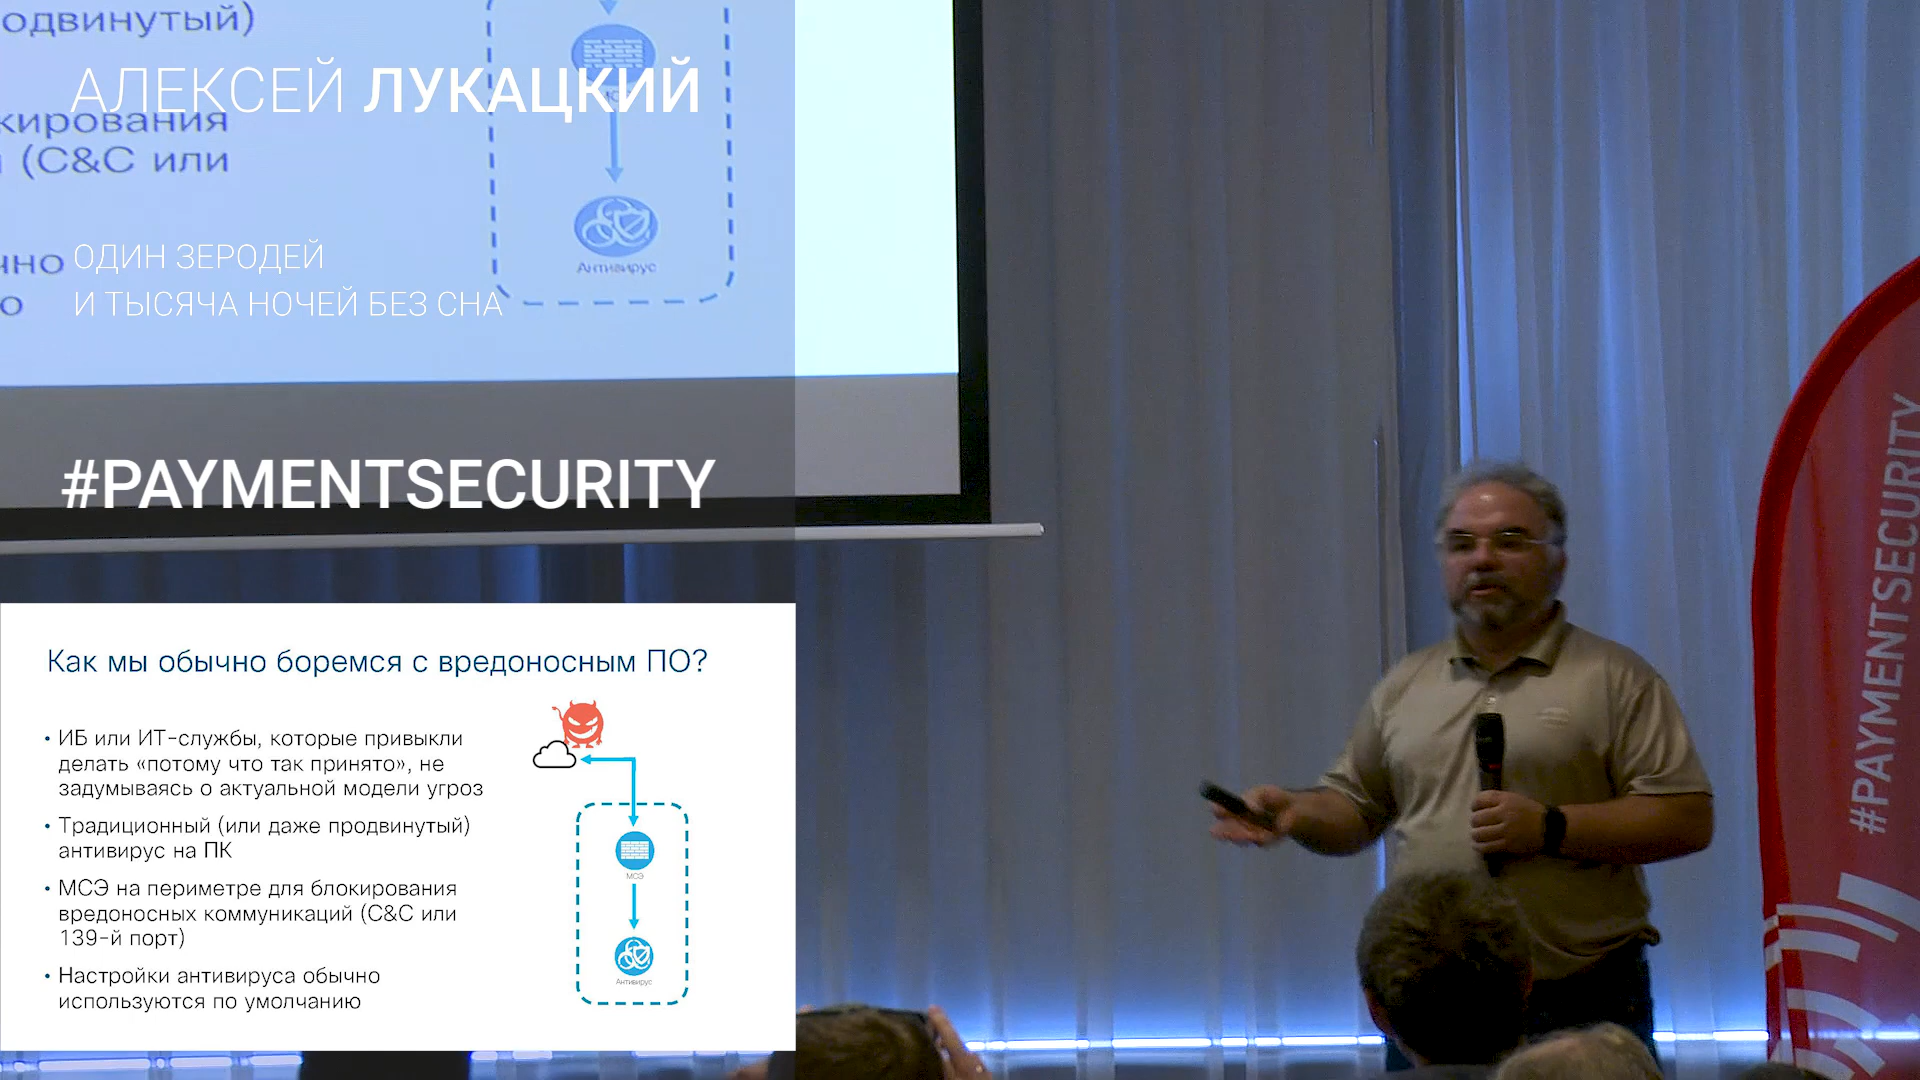 одвинутый)
АЛЕКСЕЙ ЛУКАЦКИЙ
кирования
(C&C или
Антивирус
чно
о
ОДИН ЗЕРОДЕЙ
И ТЫСЯЧА НОЧЕЙ БЕЗ СНА
#PAYMENTSECURITY
Как мы обычно боремся с вредоносным ПО?
• ИБ или ИТ-службы, которые привыкли
делать «потому что так принято», не
задумываясь о актуальной модели угроз
• Традиционный (или даже продвинутый)
антивирус на ПК
• МСЭ на периметре для блокирования
вредоносных коммуникаций (C&C или
139-й порт)
• Настройки антивируса обычно
используются по умолчанию
МСЭ
Антивирус
#PAYMENTSECURITY